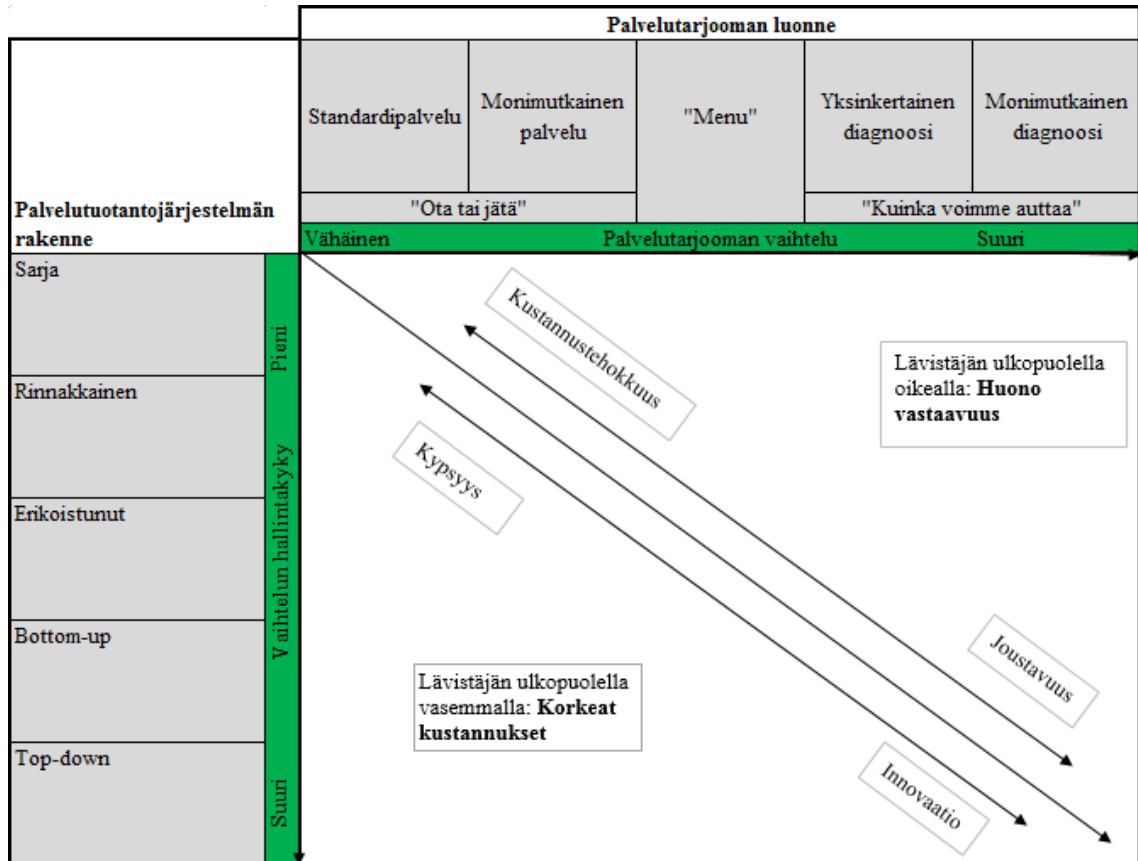 Palvelutarjooman luonne
Standardipalvelu
Monimutkainen
palvelu
"Menu"
Yksinkertainen
diagnoosi
Monimutkainen
diagnoosi
"Ota tai jätä"
"Kuinka voimme auttaa"
Palvelutuotantojärjestelmän
rakenne
Vähäinen
Palvelutarjooman vaihtelu
Suuri
Sarja
Rinnakkainen
Erikoistunut
Bottom-up
Top-down
Pieni
Vaihtelun hallintakyky
Suuri
Kustannustehokkuus
Kypsyys
Lävistäjän ulkopuolella
oikealla: Huono
vastaavuus
Lävistäjän ulkopuolella
vasemmalla: Korkeat
kustannukset
Joustavuus
Innovaatio